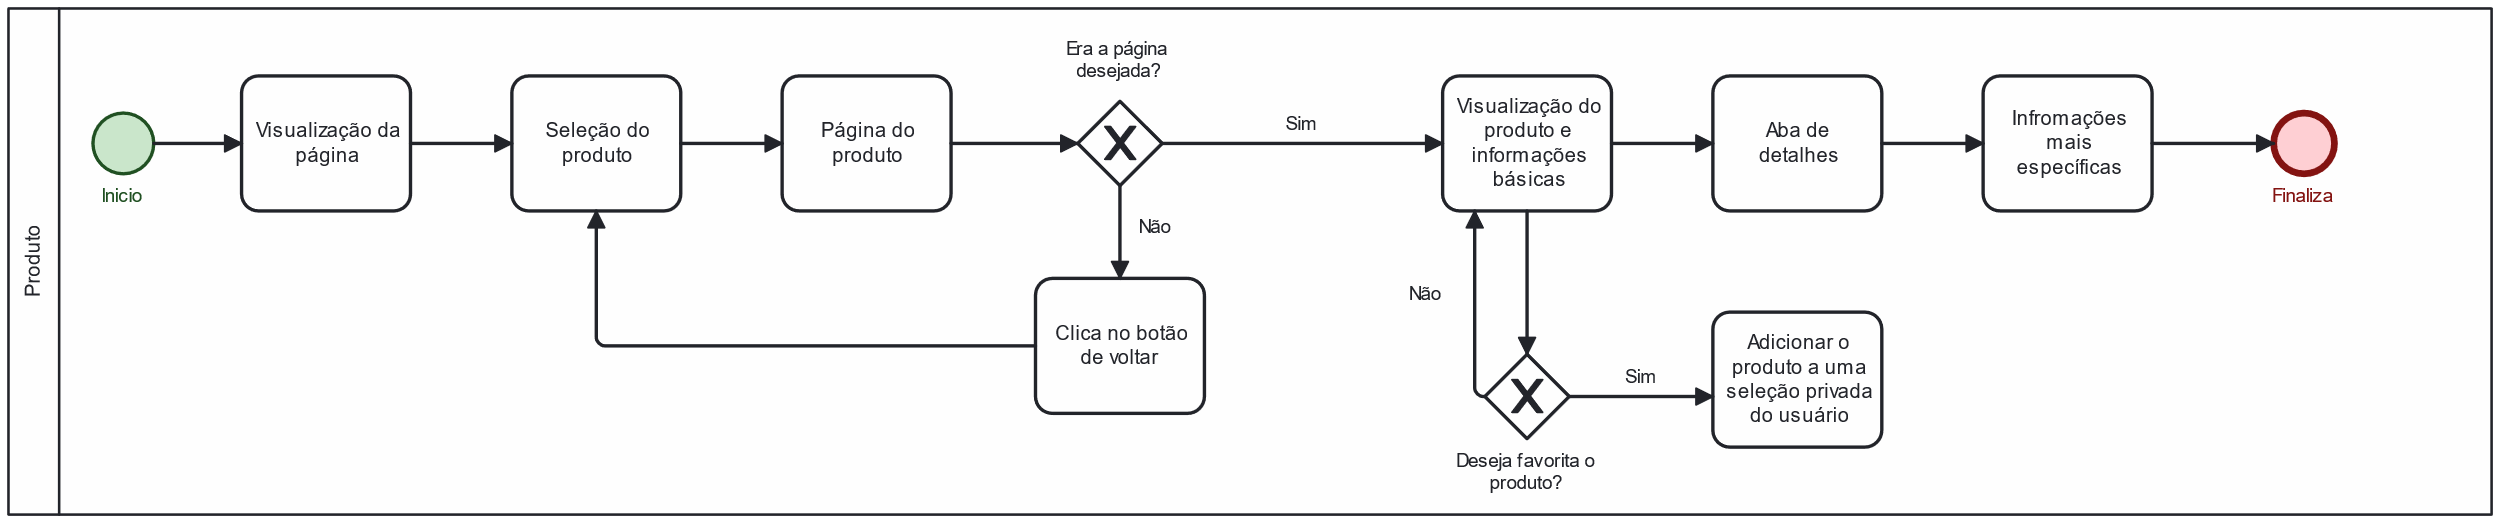 Produto
Inicio
Visualização da
página
Seleção do
produto
Página do
produto
Era a página
desejada?
X
Sim
Não
Clica no botão
de voltar
Visualização do
produto e
informações
básicas
Aba de
detalhes
Infromações
mais
específicas
Finaliza
Não
X
Sim
Deseja favorita o
produto?
Adicionar o
produto a uma
seleção privada
do usuário